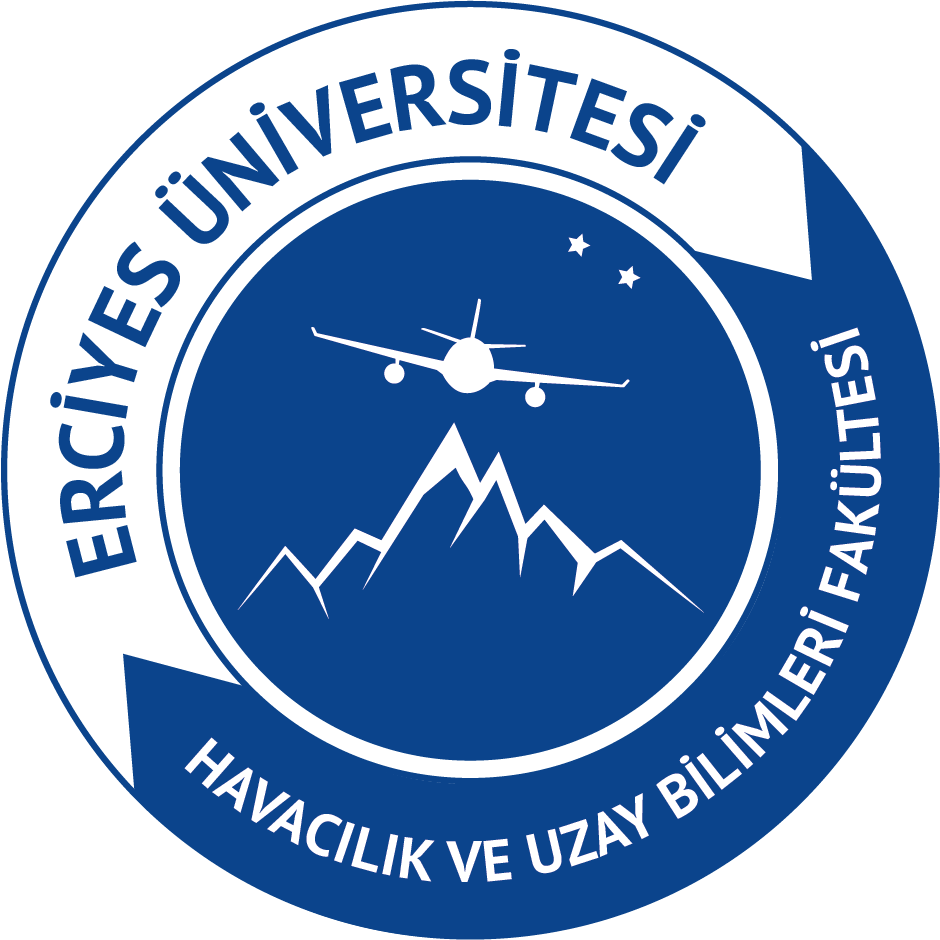 ERCİYES ÜNİVERSİTESİ
HAVACILIK VE UZAY BİLİMLERİ FAKÜLTESİ